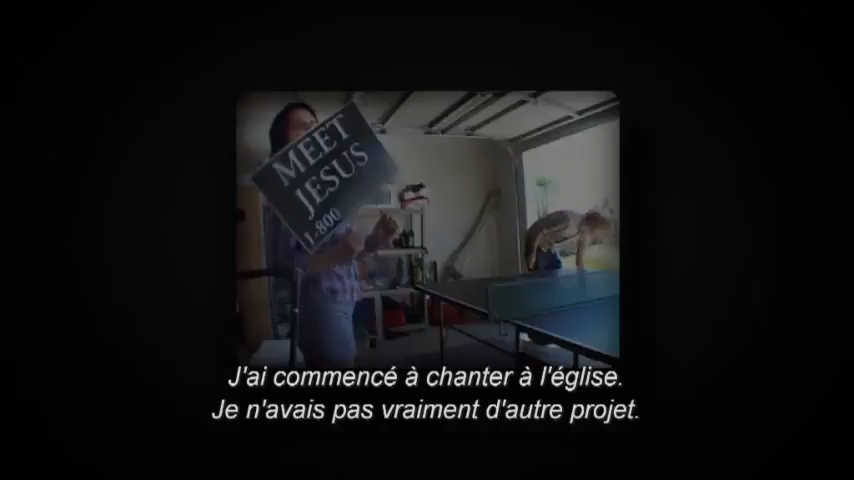 MEET
JESUS
1-800
J'ai commencé à chanter à l'église.
Je n'avais pas vraiment d'autre projet.